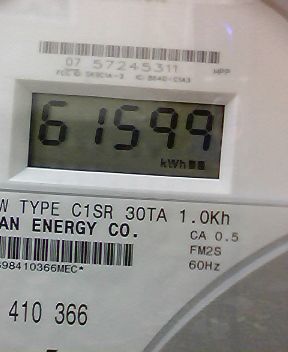 07 57245311
61599
kWh
W TYPE C1SR 30TA 1.0Kh
AN ENERGY CO.
CA 0.5
FM2S
98410366MEC*
60Hz
410 366